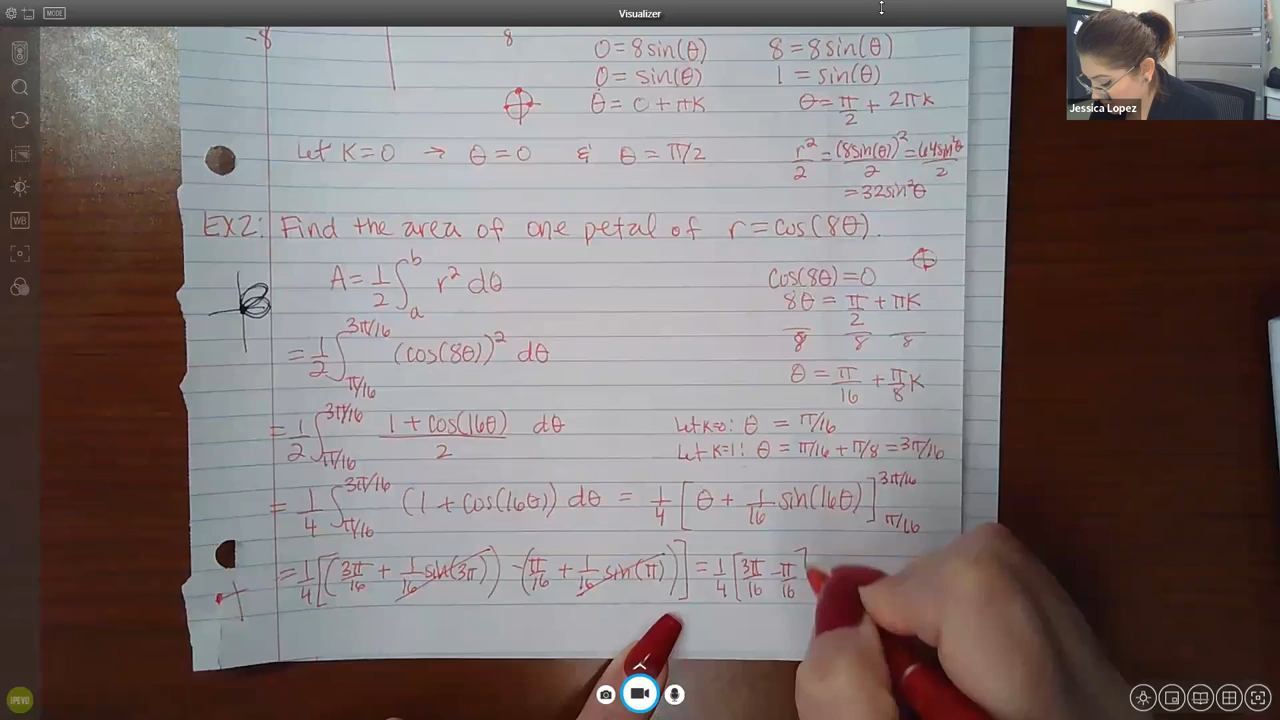 MODE
Visualizer
Jessica Lopez
-8
8
0 = 8sin(θ)
8 = 8sin(θ)
0 = sin(θ)
1 = sin(θ)
θ = 0 + πK
θ = π/2 + 2πK
Let K=0 → θ = 0 & θ = π/2
r²/2 = (8sin(θ))²/2 = 64sin²θ/2
= 32sin²θ
EX2: Find the area of one petal of r = cos(8θ).
A = 1/2 ∫_a^b r² dθ
cos(8θ) = 0
8θ = π/2 + πK
8 8 8
= 1/2 ∫_{π/16}^{3π/16} (cos(8θ))² dθ
θ = π/16 + π/8 K
= 1/2 ∫_{π/16}^{3π/16} (1 + cos(16θ))/2 dθ
Let K=0: θ = π/16
Let K=1: θ = π/16 + π/8 = 3π/16
= 1/4 ∫_{π/16}^{3π/16} (1 + cos(16θ)) dθ = 1/4 [θ + 1/16 sin(16θ)]_{π/16}^{3π/16}
= 1/4 [(3π/16 + 1/16 sin(3π)) - (π/16 + 1/16 sin(π))] = 1/4 [3π/16 - π/16]
WB
IPEVO